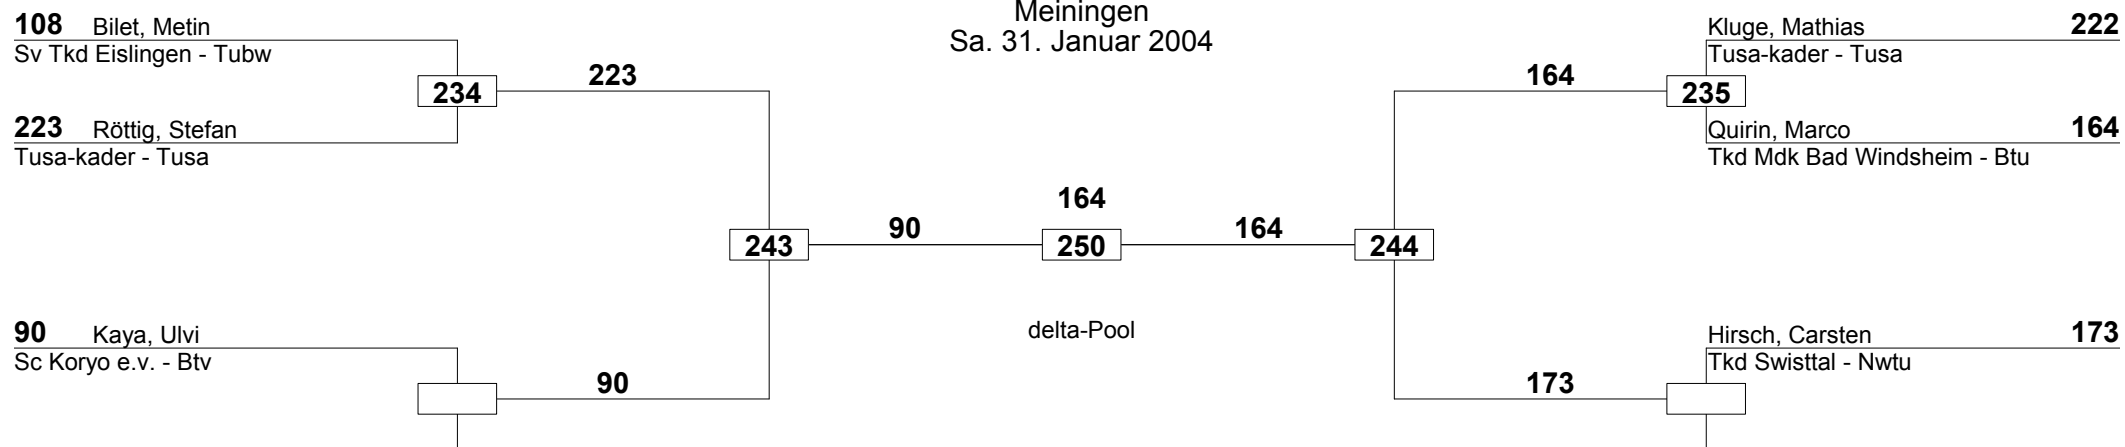 Meiningen
Sa. 31. Januar 2004
108 Bilet, Metin
Sv Tkd Eislingen - Tubw
234
223
223 Röttig, Stefan
Tusa-kader - Tusa
243
90
90 Kaya, Ulvi
Sc Koryo e.v. - Btv
90
164
250
delta-Pool
Kluge, Mathias 222
Tusa-kader - Tusa
164
235
Quirin, Marco 164
Tkd Mdk Bad Windsheim - Btu
164
244
Hirsch, Carsten 173
Tkd Swisttal - Nwtu
173